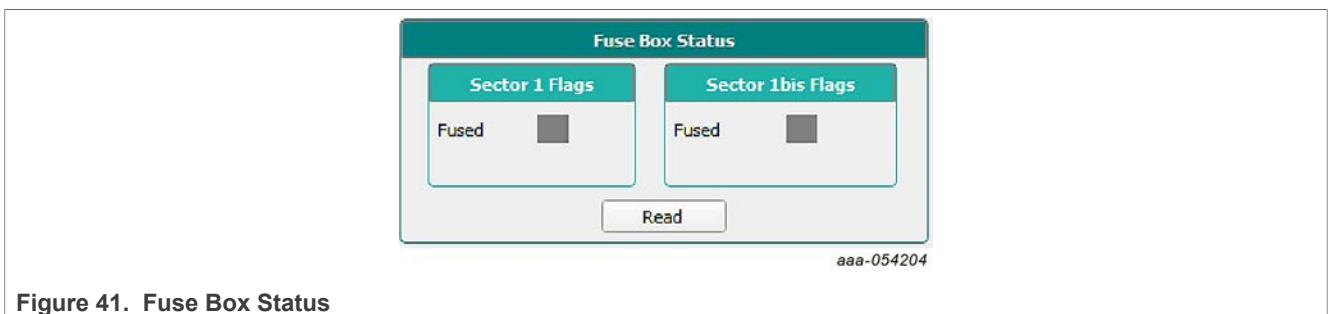 Fuse Box Status
Sector 1 Flags
Sector 1bis Flags
Fused
Fused
Read
aaa-054204
Figure 41. Fuse Box Status